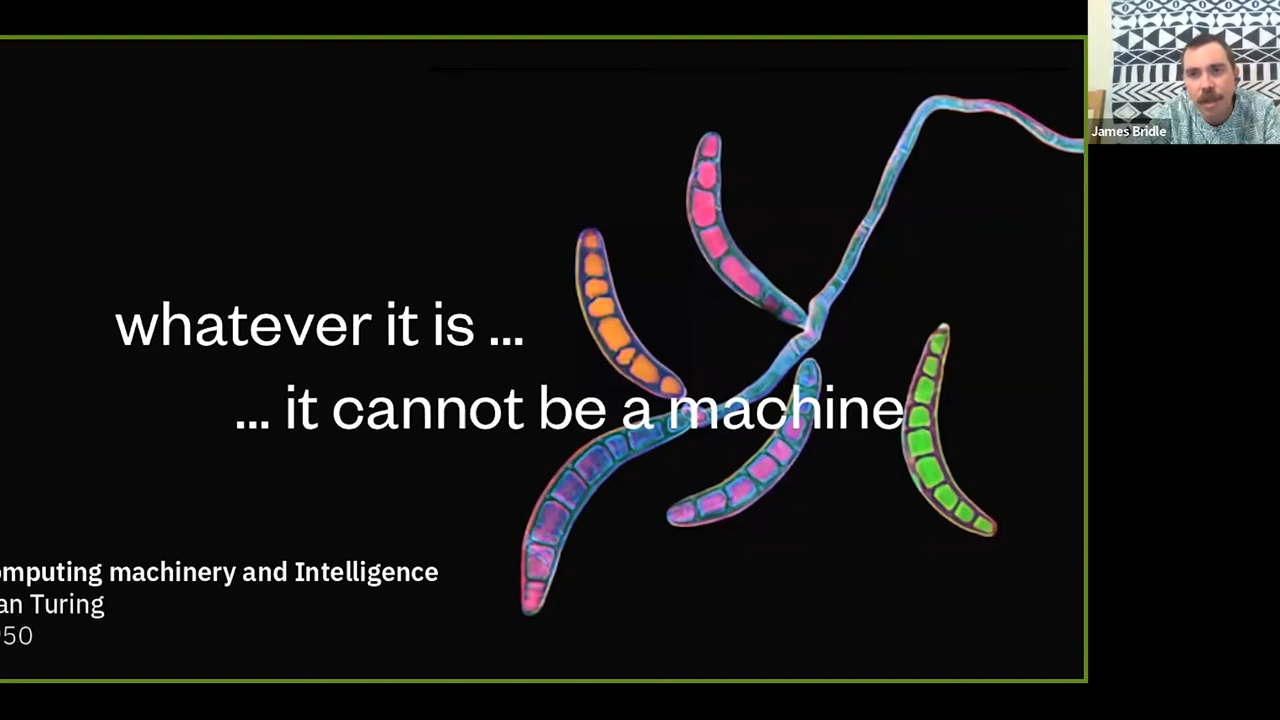 whatever it is ...
... it cannot be a machine
omputing machinery and Intelligence
an Turing
50
James Bridle